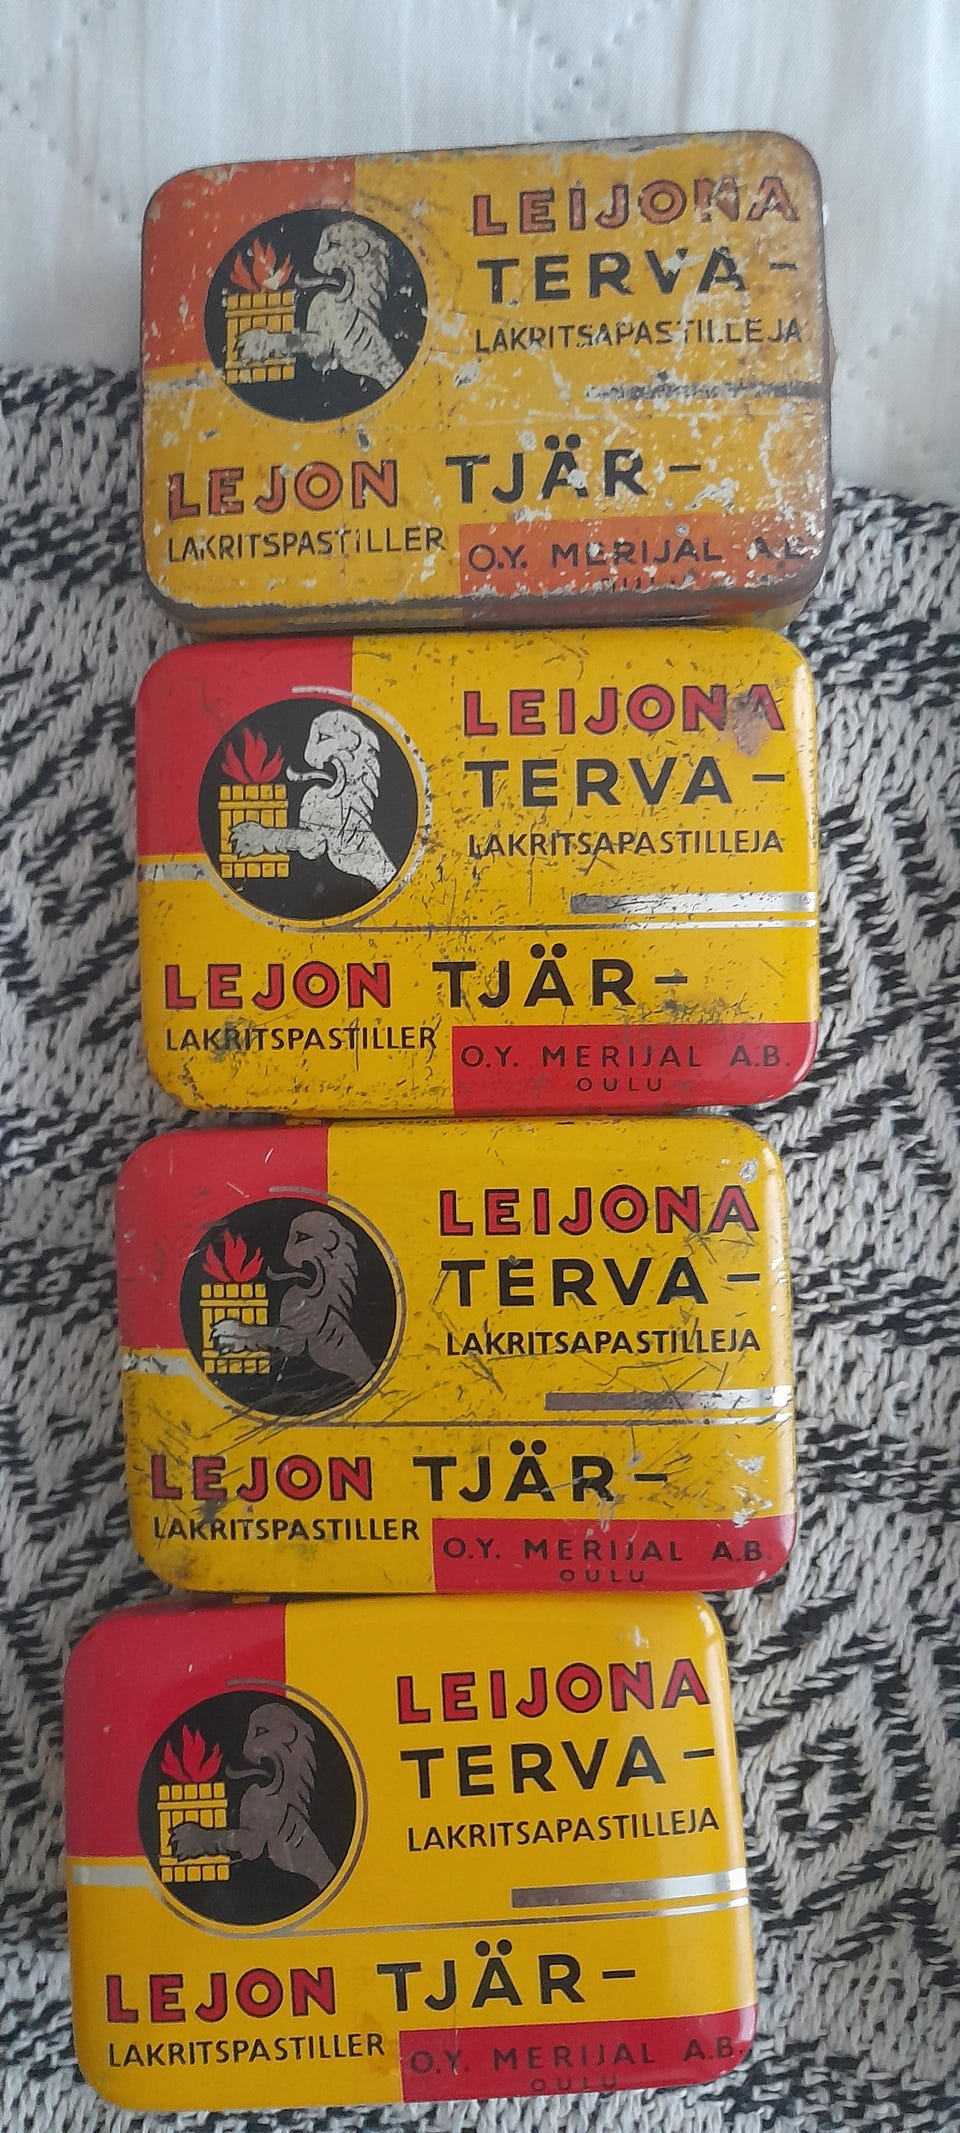 LEIJONA
TERVA-
LAKRITSAPASTILLEJA
LEJON TJÄR-
LAKRITSPASTILLER
O.Y. MERIJAL A.B.
OULU
LEIJONA
TERVA-
LAKRITSAPASTILLEJA
LEJON TJÄR-
LAKRITSPASTILLER
O.Y. MERIJAL A.B.
OULU
LEIJONA
TERVA-
LAKRITSAPASTILLEJA
LEJON TJÄR-
LAKRITSPASTILLER
O.Y. MERIJAL A.B.
OULU
LEIJONA
TERVA-
LAKRITSAPASTILLEJA
LEJON TJÄR-
LAKRITSPASTILLER
O.Y. MERIJAL A.B.
OULU